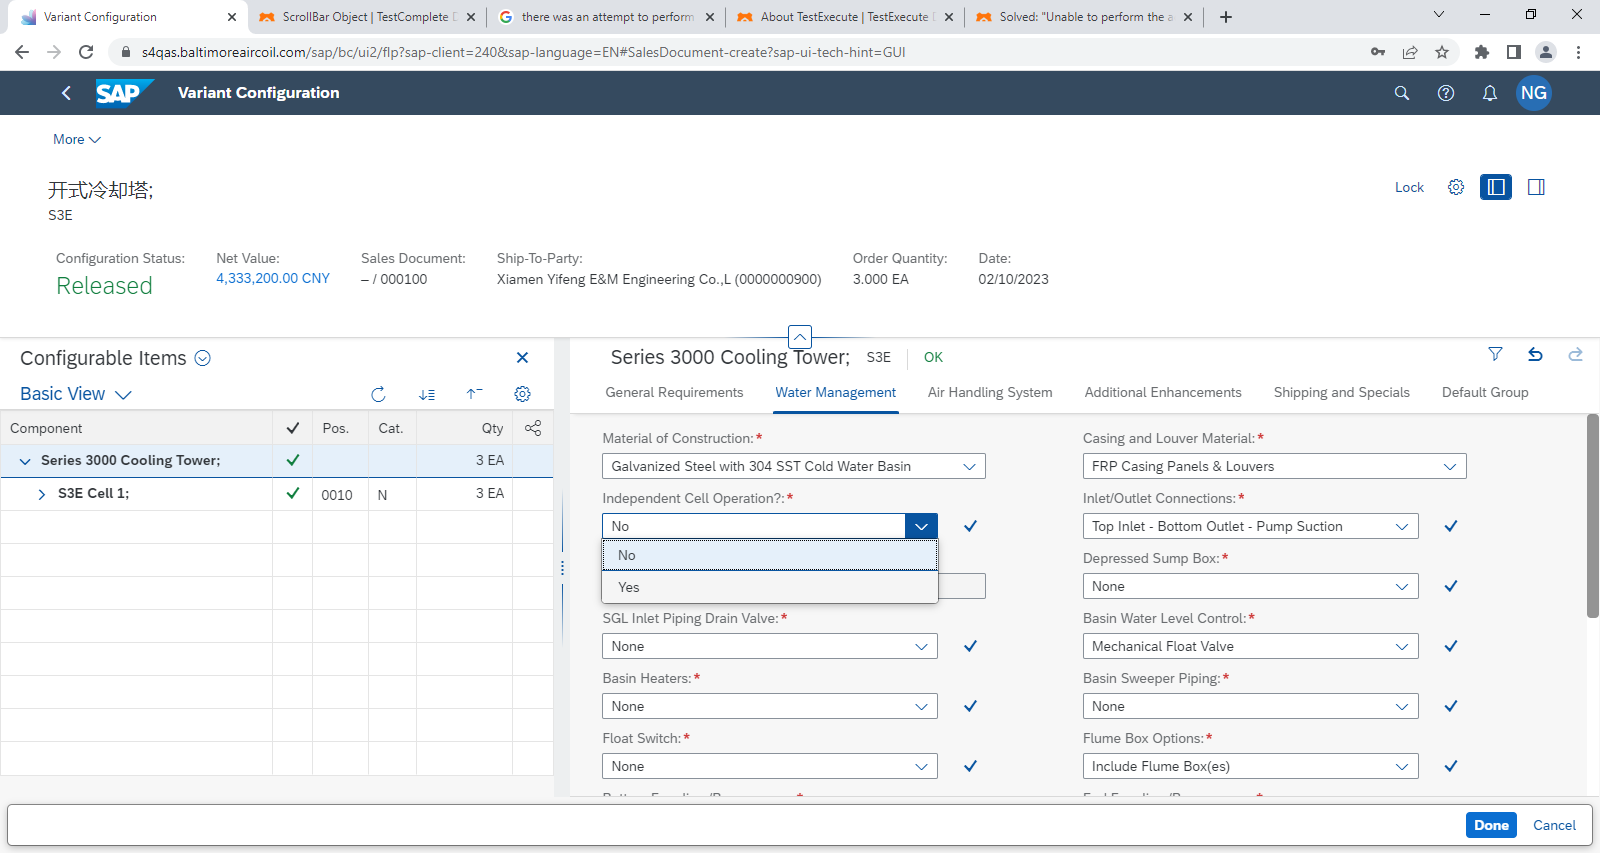 Variant Configuration
ScrollBar Object | TestComplete D
there was an attempt to perform
About TestExecute | TestExecute D
Solved: "Unable to perform the a
s4qas.baltimoreaircoil.com/sap/bc/ui2/flp?sap-client=240&sap-language=EN#SalesDocument-create?sap-ui-tech-hint=GUI
SAP
Variant Configuration
NG
More
开式冷却塔;
S3E
Lock
Configuration Status:
Released
Net Value:
4,333,200.00 CNY
Sales Document:
– / 000100
Ship-To-Party:
Xiamen Yifeng E&M Engineering Co.,L (0000000900)
Order Quantity:
3.000 EA
Date:
02/10/2023
Configurable Items
Basic View
Component Pos. Cat. Qty
Series 3000 Cooling Tower; 3 EA
S3E Cell 1; 0010 N 3 EA
Series 3000 Cooling Tower; S3E OK
General Requirements Water Management Air Handling System Additional Enhancements Shipping and Specials Default Group
Material of Construction:*
Galvanized Steel with 304 SST Cold Water Basin
Casing and Louver Material:*
FRP Casing Panels & Louvers
Independent Cell Operation?:*
No
No
Yes
Inlet/Outlet Connections:*
Top Inlet - Bottom Outlet - Pump Suction
Depressed Sump Box:*
None
SGL Inlet Piping Drain Valve:*
None
Basin Water Level Control:*
Mechanical Float Valve
Basin Heaters:*
None
Basin Sweeper Piping:*
None
Float Switch:*
None
Flume Box Options:*
Include Flume Box(es)
Done
Cancel